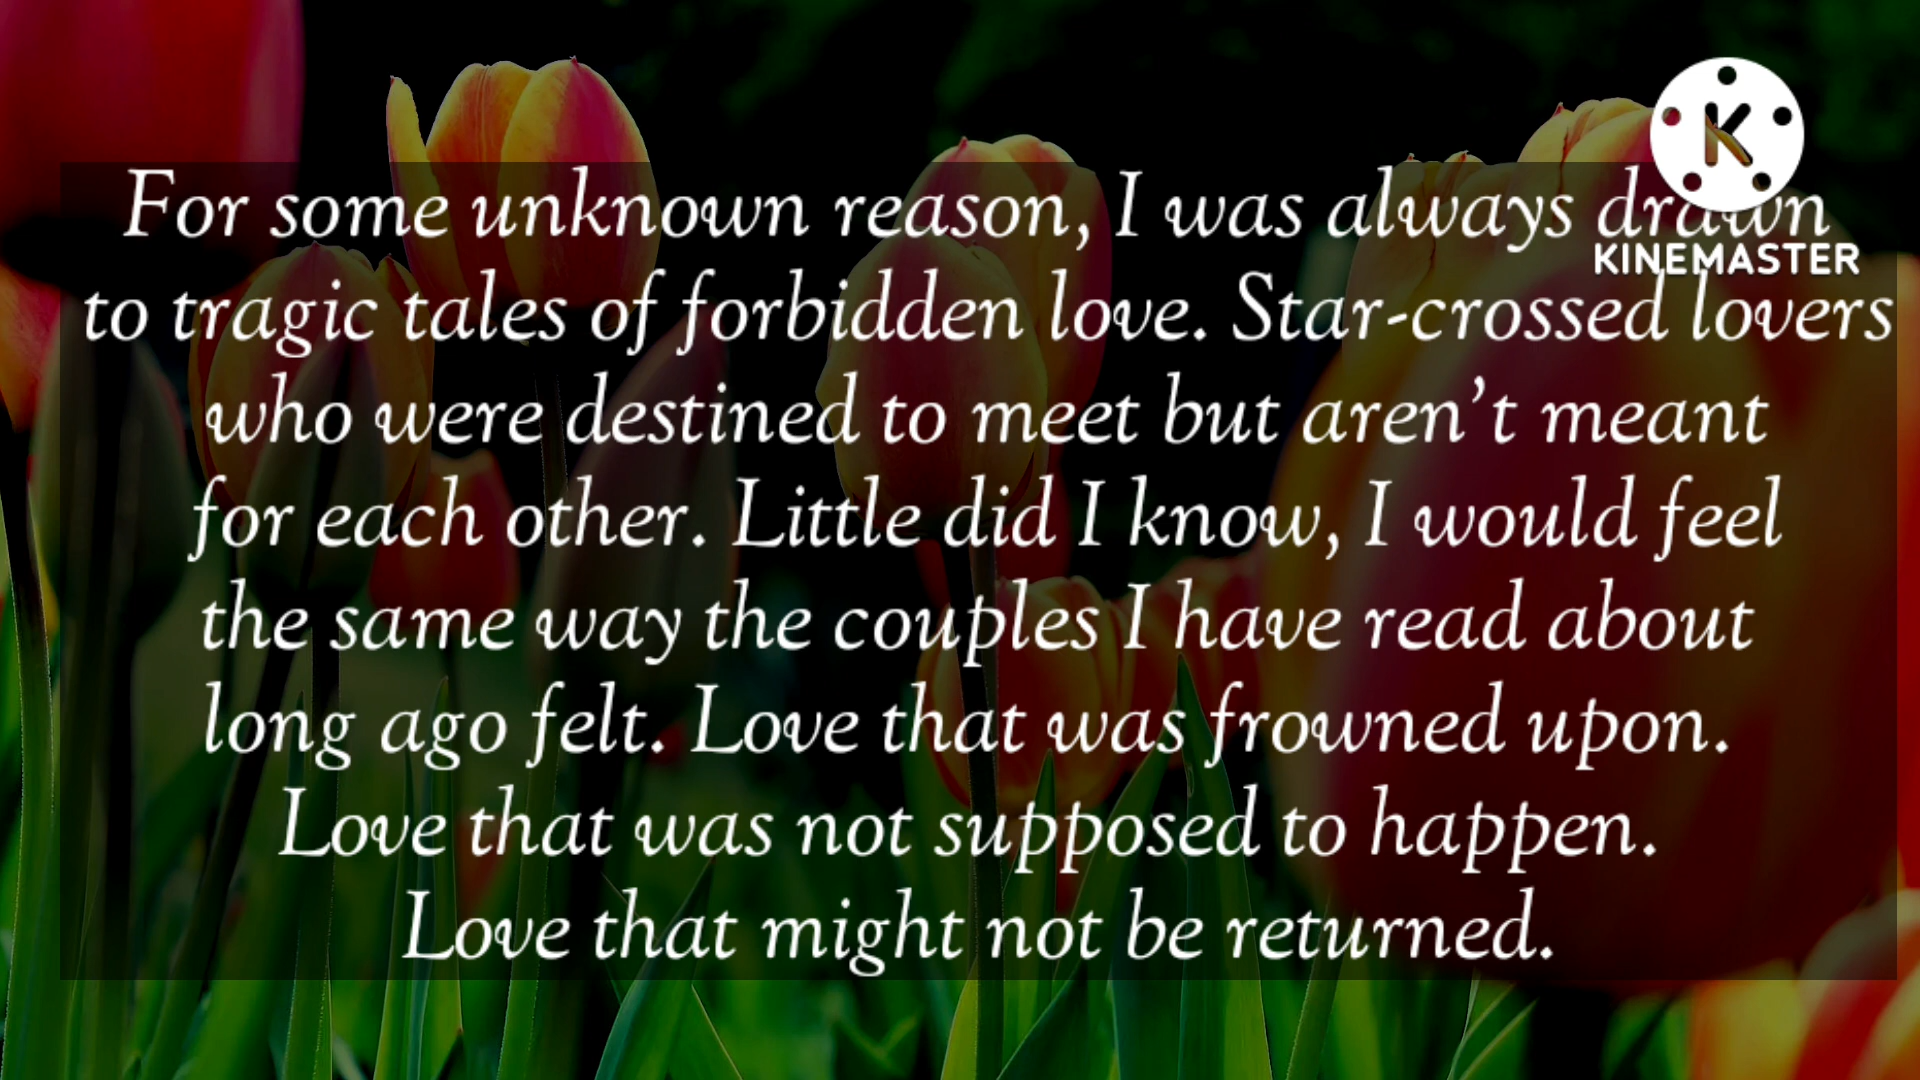 For some unknown reason, I was always drawn
KINEMASTER
to tragic tales of forbidden love. Star-crossed lovers
who were destined to meet but aren’t meant
for each other. Little did I know, I would feel
the same way the couples I have read about
long ago felt. Love that was frowned upon.
Love that was not supposed to happen.
Love that might not be returned.